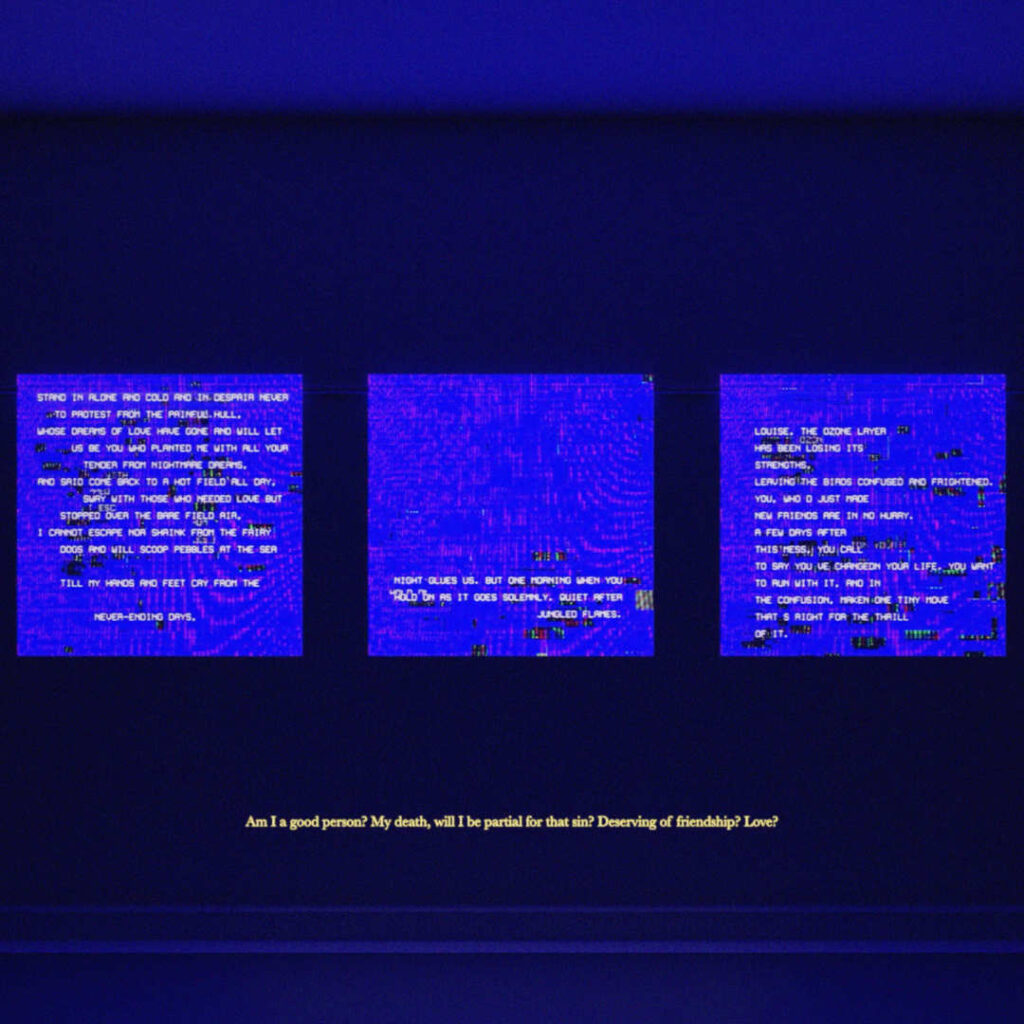 STAND IN ALONE AND COLD AND IN DESPAIR NEVER
TO PROTEST FROM THE PAINFUL HULL,
WHOSE DREAMS OF LOVE HAVE GONE AND WILL LET
US BE YOU WHO PLANTED ME WITH ALL YOUR
TENDER FROM NIGHTMARE DREAMS,
AND SAID COME BACK TO A HOT FIELD ALL DAY,
SWAY WITH THOSE WHO NEEDED LOVE BUT
ESC
STOPPED OVER THE BARE FIELD AIR.
I CANNOT ESCAPE NOR SHRINK FROM THE FAIRY
DOGS AND WILL SCOOP PEBBLES AT THE SEA
TILL MY HANDS AND FEET CRY FROM THE
NEVER-ENDING DAYS.
NIGHT GLUES US. BUT ONE MORNING WHEN YOU
HOLD ON AS IT GOES SOLEMNLY. QUIET AFTER
JUNGLED FLAMES.
LOUISE, THE OZONE LAYER
HAS BEEN LOSING ITS
STRENGTHS,
LEAVING THE BIRDS CONFUSED AND FRIGHTENED.
YOU, WHO D JUST MADE
NEW FRIENDS ARE IN NO HURRY.
A FEW DAYS AFTER
THIS MESS, YOU CALL
TO SAY YOU VE CHANGEDON YOUR LIFE. YOU WANT
TO RUN WITH IT, AND IN
THE CONFUSION, MAKEN ONE TINY MOVE
THAT S RIGHT FOR THE THRILL
OF IT.
Am I a good person? My death, will I be partial for that sin? Deserving of friendship? Love?